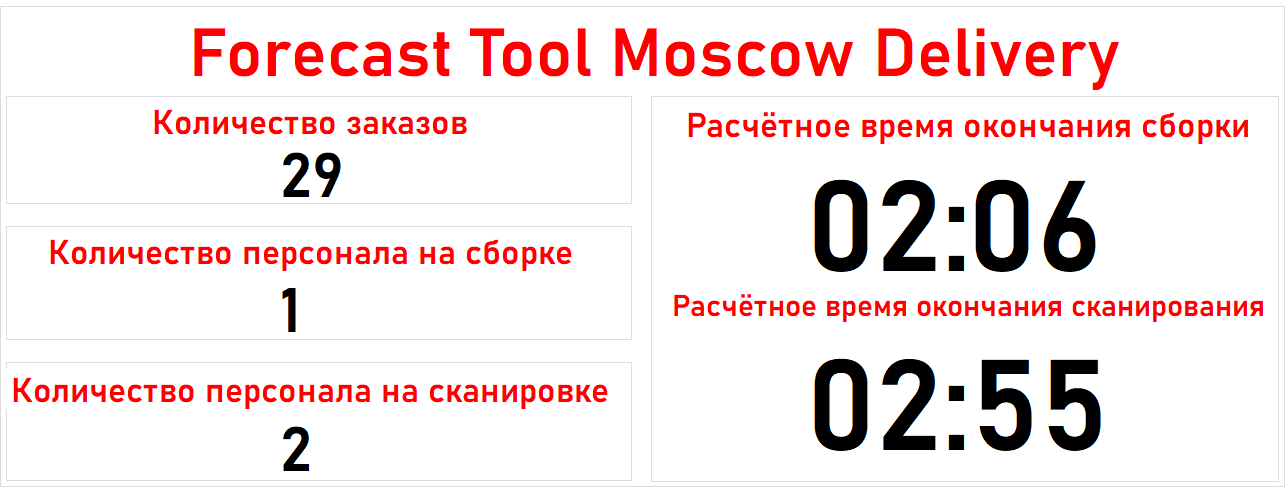 Forecast Tool Moscow Delivery
Количество заказов
29
Количество персонала на сборке
1
Количество персонала на сканировке
2
Расчётное время окончания сборки
02:06
Расчётное время окончания сканирования
02:55